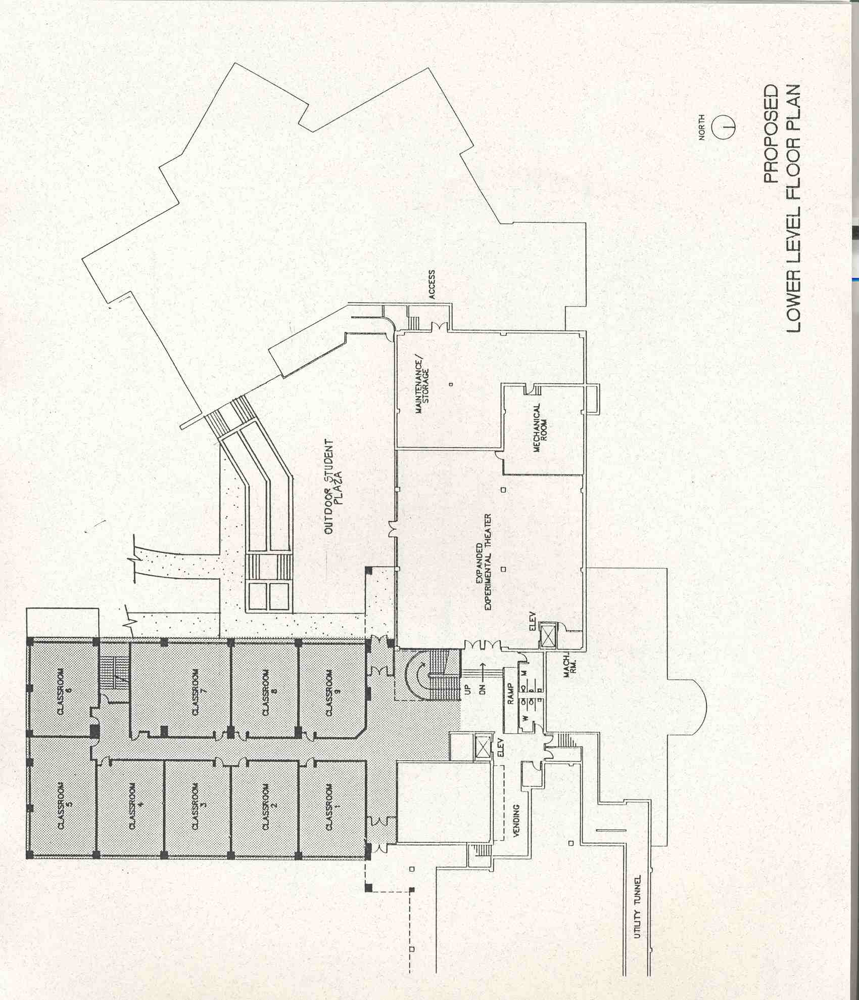 PROPOSED
LOWER LEVEL FLOOR PLAN
NORTH
CLASSROOM
5
CLASSROOM
6
CLASSROOM
4
CLASSROOM
3
CLASSROOM
7
CLASSROOM
2
CLASSROOM
8
CLASSROOM
1
CLASSROOM
9
OUTDOOR STUDENT
PLAZA
MAINTENANCE/
STORAGE
ACCESS
UP
DN
EXPANDED
EXPERIMENTAL THEATER
ELEV
RAMP
W
M
VENDING
ELEV
MECHANICAL
ROOM
MACH.
RM.
UTILITY TUNNEL